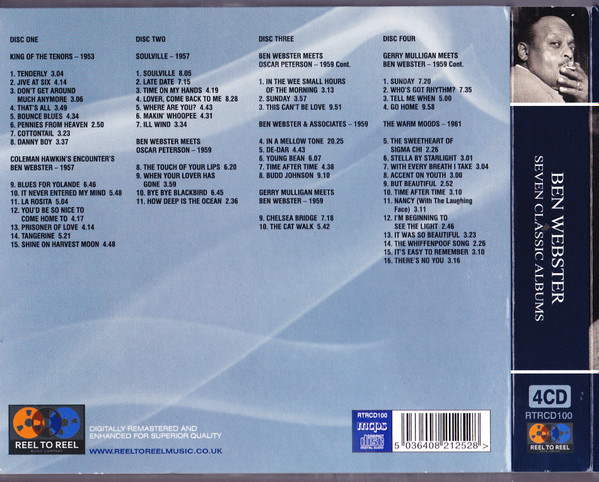 DISC ONE
KING OF THE TENORS – 1953
1. TENDERLY 3.04
2. JIVE AT SIX 4.14
3. DON'T GET AROUND
MUCH ANYMORE 3.06
4. THAT'S ALL 3.49
5. BOUNCE BLUES 4.34
6. PENNIES FROM HEAVEN 2.50
7. COTTONTAIL 3.23
8. DANNY BOY 3.37
COLEMAN HAWKIN'S ENCOUNTER'S
BEN WEBSTER – 1957
9. BLUES FOR YOLANDE 6.46
10. IT NEVER ENTERED MY MIND 5.48
11. LA ROSITA 5.04
12. YOU'D BE SO NICE TO
COME HOME TO 4.17
13. PRISONER OF LOVE 4.14
14. TANGERINE 5.21
15. SHINE ON HARVEST MOON 4.48
DISC TWO
SOULVILLE – 1957
1. SOULVILLE 8.05
2. LATE DATE 7.15
3. TIME ON MY HANDS 4.19
4. LOVER, COME BACK TO ME 8.28
5. WHERE ARE YOU? 4.43
6. MAKIN' WHOOPEE 4.31
7. ILL WIND 3.34
BEN WEBSTER MEETS
OSCAR PETERSON – 1959
8. THE TOUCH OF YOUR LIPS 6.20
9. WHEN YOUR LOVER HAS
GONE 3.59
10. BYE BYE BLACKBIRD 6.45
11. HOW DEEP IS THE OCEAN 2.36
DISC THREE
BEN WEBSTER MEETS
OSCAR PETERSON – 1959 Cont.
1. IN THE WEE SMALL HOURS
OF THE MORNING 3.13
2. SUNDAY 3.57
3. THIS CAN'T BE LOVE 9.51
BEN WEBSTER & ASSOCIATES – 1959
4. IN A MELLOW TONE 20.25
5. DE-DAR 4.43
6. YOUNG BEAN 6.07
7. TIME AFTER TIME 4.38
8. BUDD JOHNSON 9.10
GERRY MULLIGAN MEETS
BEN WEBSTER – 1959
9. CHELSEA BRIDGE 7.18
10. THE CAT WALK 5.42
DISC FOUR
GERRY MULLIGAN MEETS
BEN WEBSTER – 1959 Cont.
1. SUNDAY 7.20
2. WHO'S GOT RHYTHM? 7.35
3. TELL ME WHEN 5.00
4. GO HOME 9.58
THE WARM MOODS – 1961
5. THE SWEETHEART OF
SIGMA CHI 2.26
6. STELLA BY STARLIGHT 3.01
7. WITH EVERY BREATH I TAKE 3.04
8. ACCENT ON YOUTH 3.00
9. BUT BEAUTIFUL 2.52
10. TIME AFTER TIME 3.10
11. NANCY (With The Laughing
Face) 3.11
12. I'M BEGINNING TO
SEE THE LIGHT 2.46
13. IT WAS SO BEAUTIFUL 3.23
14. THE WHIFFENPOOF SONG 2.26
15. IT'S EASY TO REMEMBER 3.10
16. THERE'S NO YOU 3.16
BEN WEBSTER
SEVEN CLASSIC ALBUMS
4CD
RTRCD100
REEL TO REEL
REEL TO REEL
DIGITALLY REMASTERED AND
ENHANCED FOR SUPERIOR QUALITY
WWW.REELTOREELMUSIC.CO.UK
mcps
RTRCD100
5 036408 212528 >